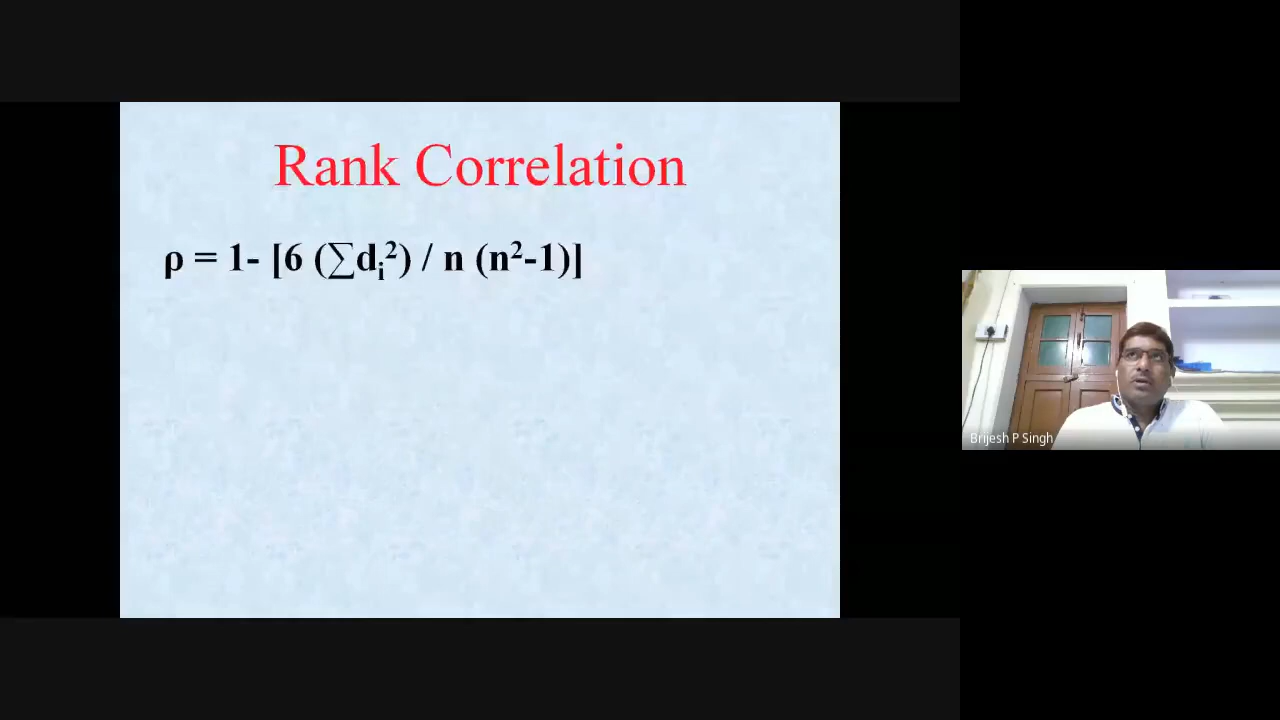 Rank Correlation
ρ = 1- [6 (∑dᵢ²) / n (n²-1)]
Brijesh P Singh